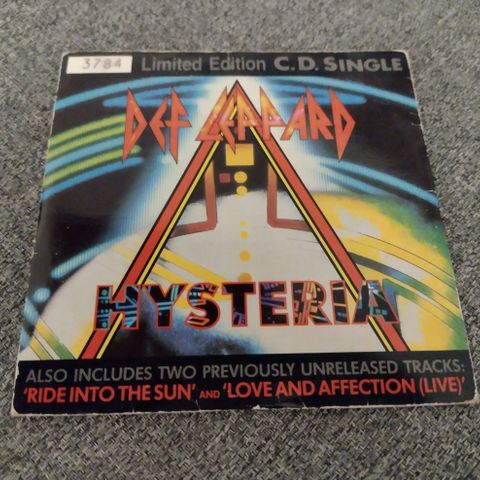 3784 Limited Edition C.D. SINGLE
DEF LEPPARD
HYSTERIA
ALSO INCLUDES TWO PREVIOUSLY UNRELEASED TRACKS:
'RIDE INTO THE SUN' AND 'LOVE AND AFFECTION (LIVE)'